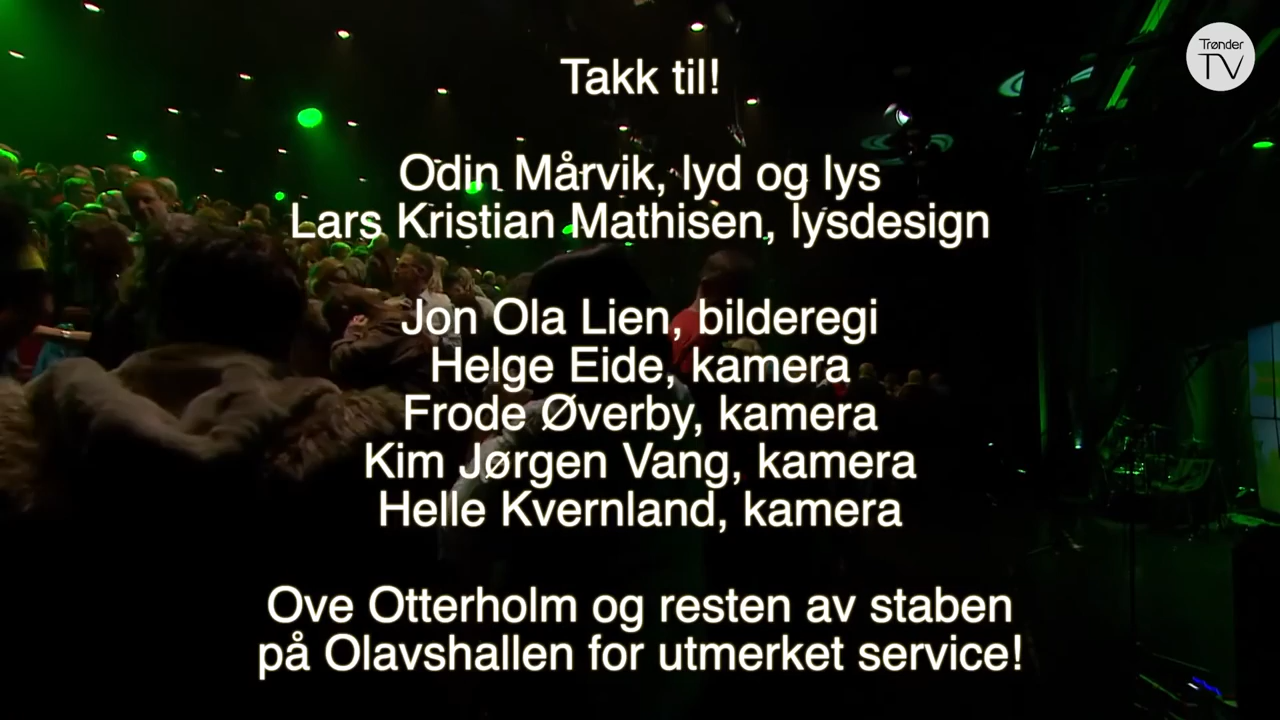 Trønder
TV
Takk til!
Odin Mårvik, lyd og lys
Lars Kristian Mathisen, lysdesign
Jon Ola Lien, bilderegi
Helge Eide, kamera
Frode Øverby, kamera
Kim Jørgen Vang, kamera
Helle Kvernland, kamera
Ove Otterholm og resten av staben
på Olavshallen for utmerket service!